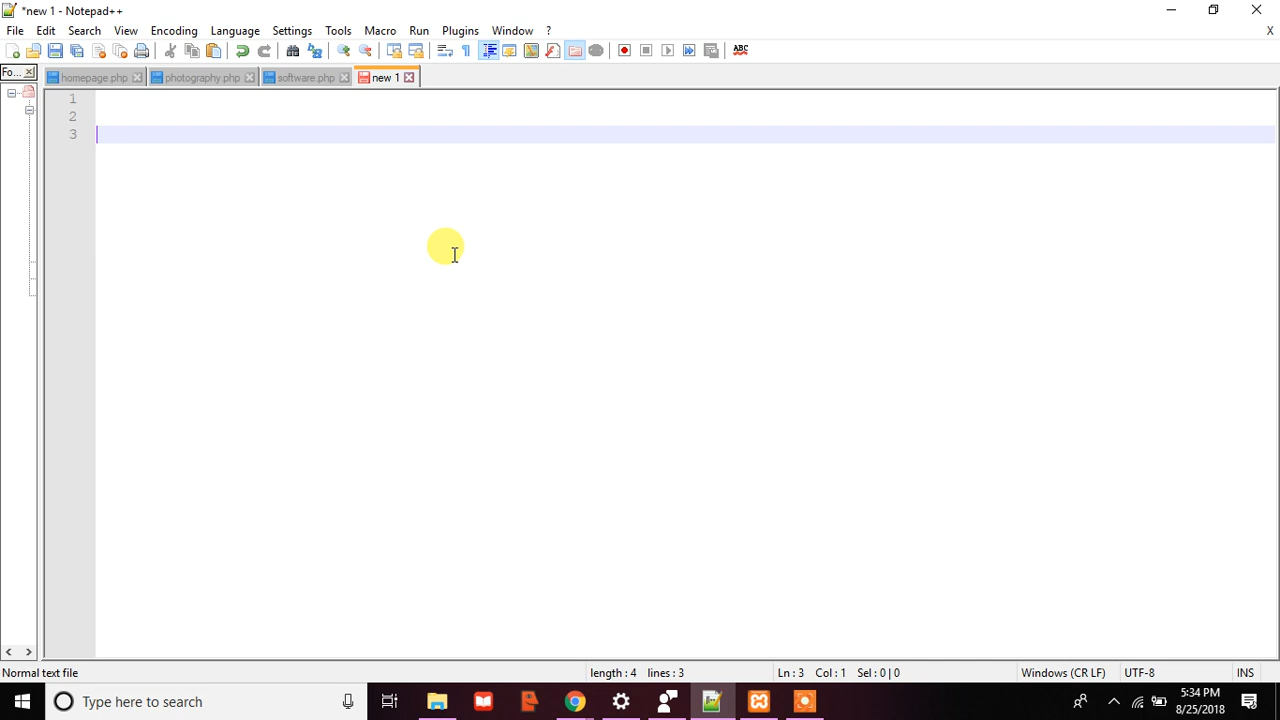 *new 1 - Notepad++
File Edit Search View Encoding Language Settings Tools Macro Run Plugins Window ? X
ABC
Fo...
homepage.php photography.php software.php new 1
1
2
3
Normal text file length : 4 lines : 3 Ln : 3 Col : 1 Sel : 0 | 0 Windows (CR LF) UTF-8 INS
Type here to search
5:34 PM
8/25/2018